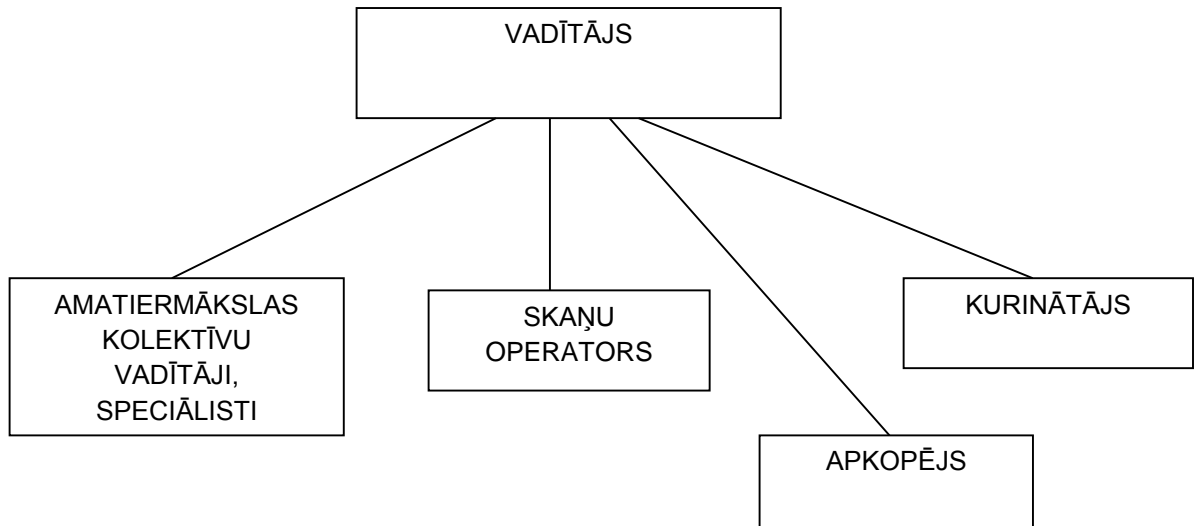 VADĪTĀJS
AMATIERMĀKSLAS
KOLEKTĪVU
VADĪTĀJI,
SPECIĀLISTI
SKAŅU
OPERATORS
KURINĀTĀJS
APKOPĒJS